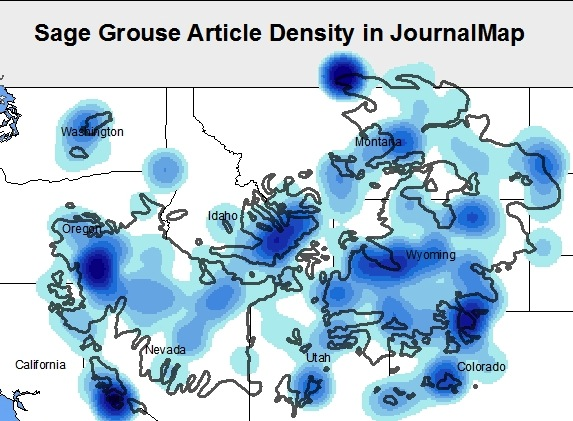 Sage Grouse Article Density in JournalMap
Washington
Montana
Idaho
Oregon
Wyoming
Nevada
Utah
California
Colorado